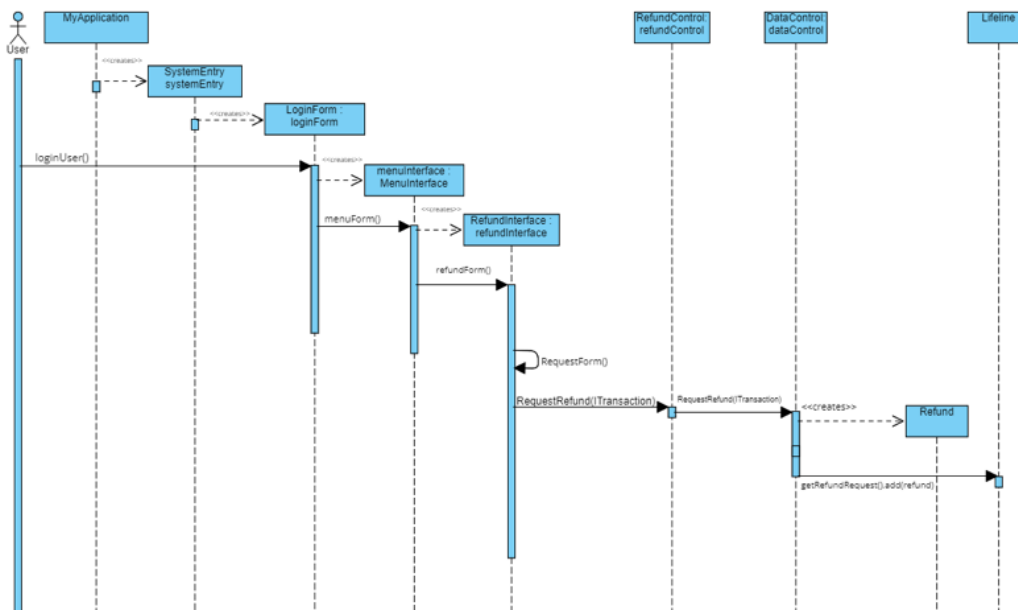 MyApplication
RefundControl:
refundControl
DataControl:
dataControl
Lifeline
User
<<creates>>
SystemEntry
systemEntry
<<creates>>
LoginForm :
loginForm
loginUser()
<<creates>>
menuInterface :
MenuInterface
menuForm()
<<creates>>
RefundInterface :
refundInterface
refundForm()
RequestForm()
RequestRefund(ITransaction)
RequestRefund(ITransaction)
<<creates>>
Refund
getRefundRequest().add(refund)